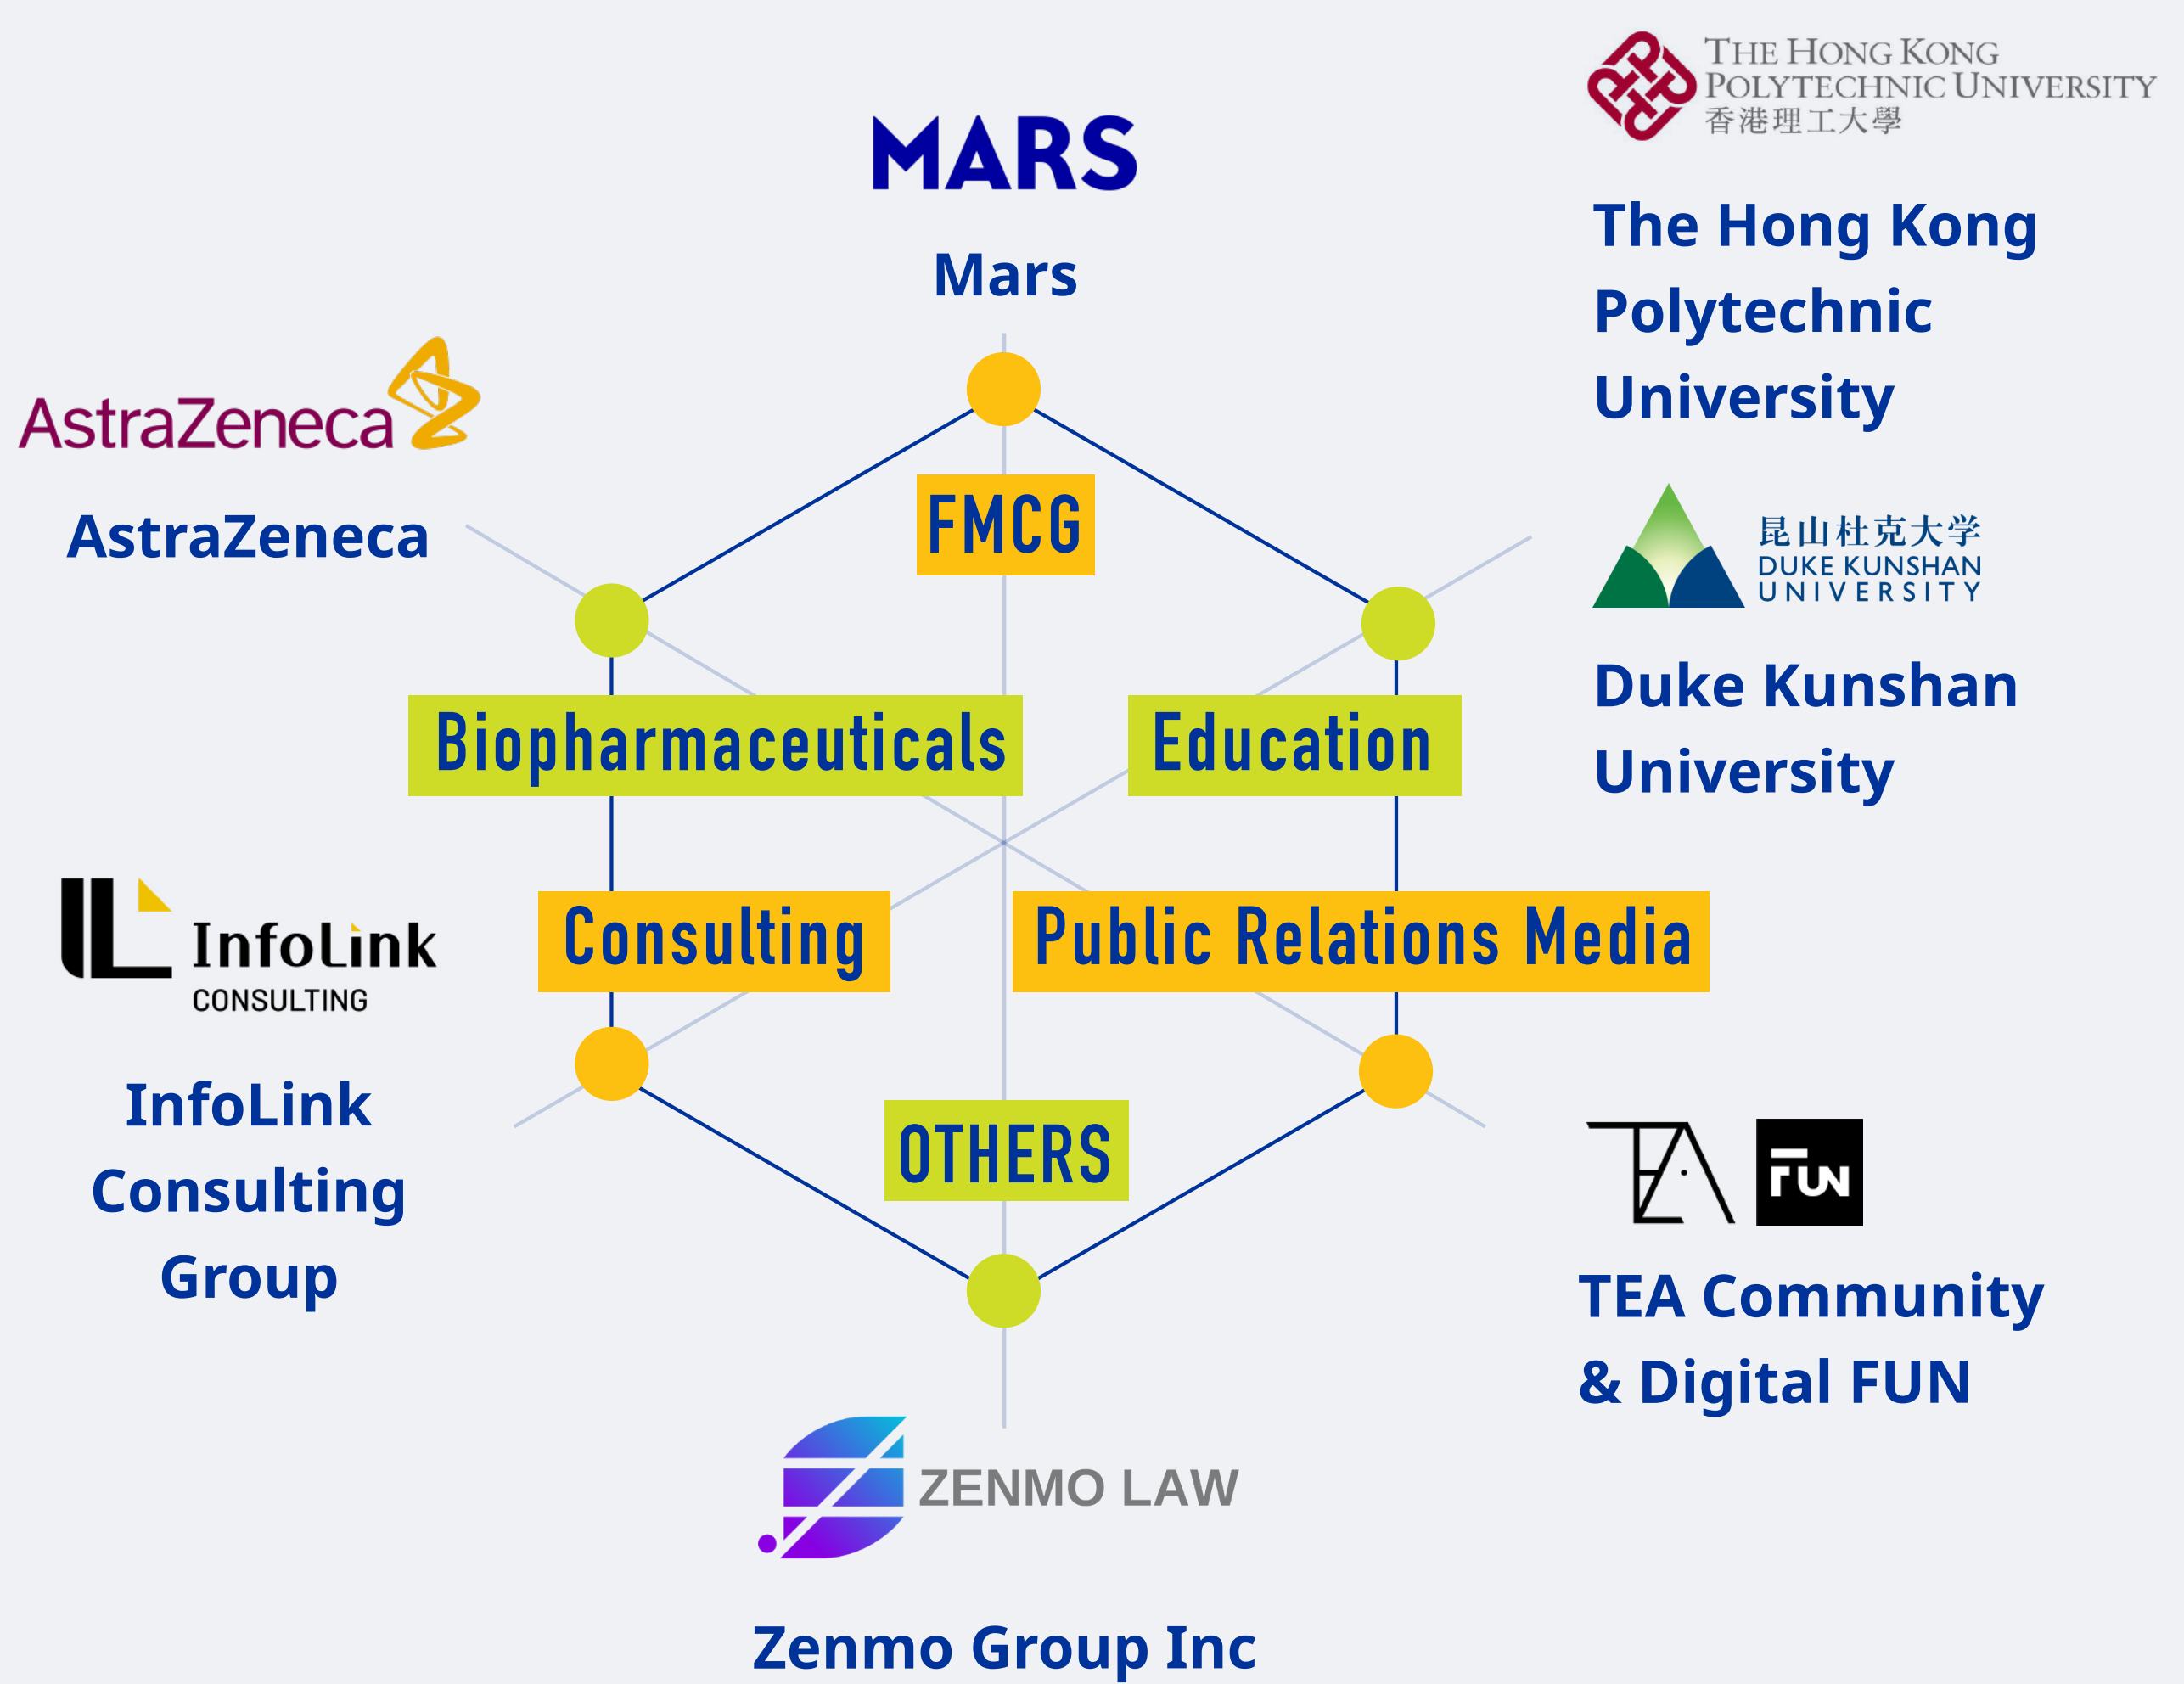 MARS
Mars
THE HONG KONG
POLYTECHNIC UNIVERSITY
香港理工大學
The Hong Kong
Polytechnic
University
AstraZeneca
AstraZeneca
FMCG
昆山杜克大学
DUKE KUNSHAN
UNIVERSITY
Duke Kunshan
University
Biopharmaceuticals
Education
InfoLink
CONSULTING
InfoLink
Consulting
Group
Consulting
Public Relations Media
OTHERS
TEA
FUN
TEA Community
& Digital FUN
ZENMO LAW
Zenmo Group Inc